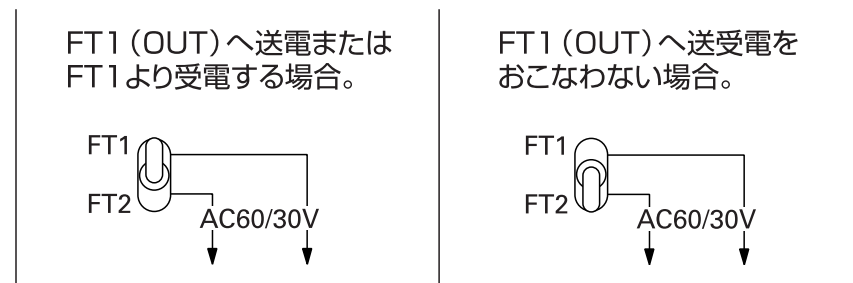 FT1（OUT）へ送電または
FT1より受電する場合。
FT1
FT2
AC60/30V
FT1（OUT）へ送受電を
おこなわない場合。
FT1
FT2
AC60/30V